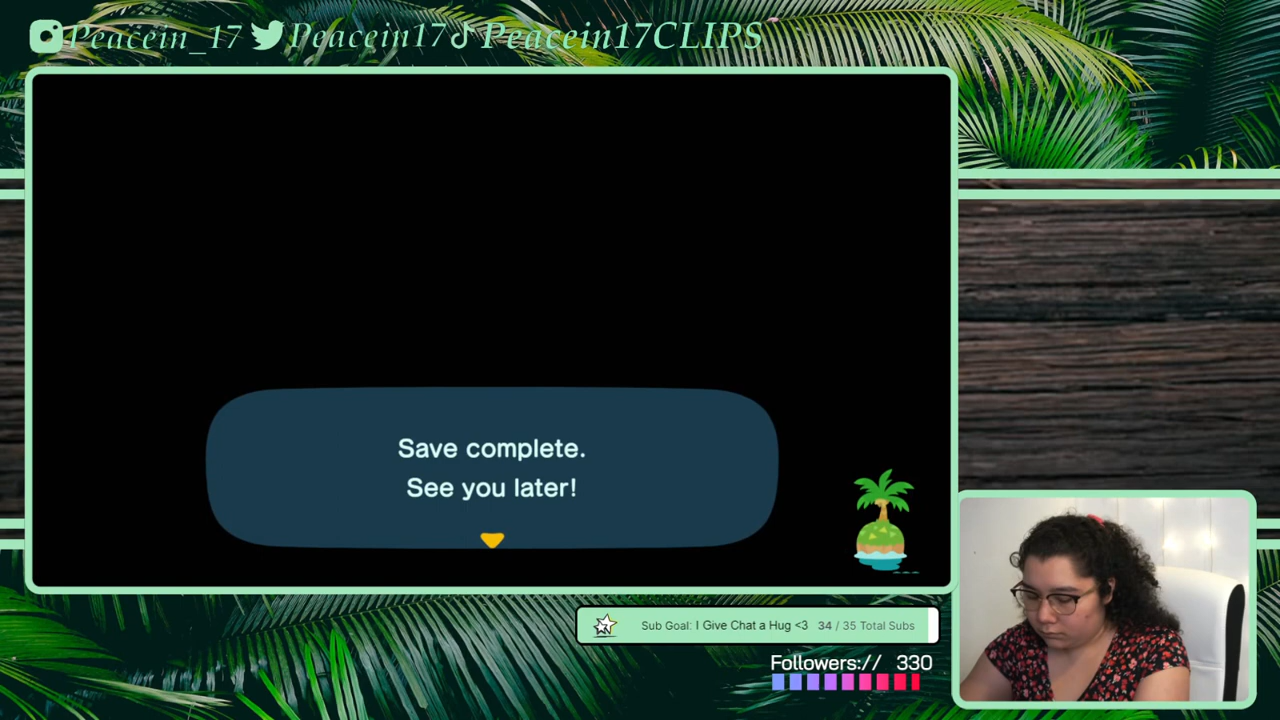 Peacein_17 Peacein17 Peacein17CLIPS
Save complete.
See you later!
Sub Goal: I Give Chat a Hug <3 34 / 35 Total Subs
Followers:// 330